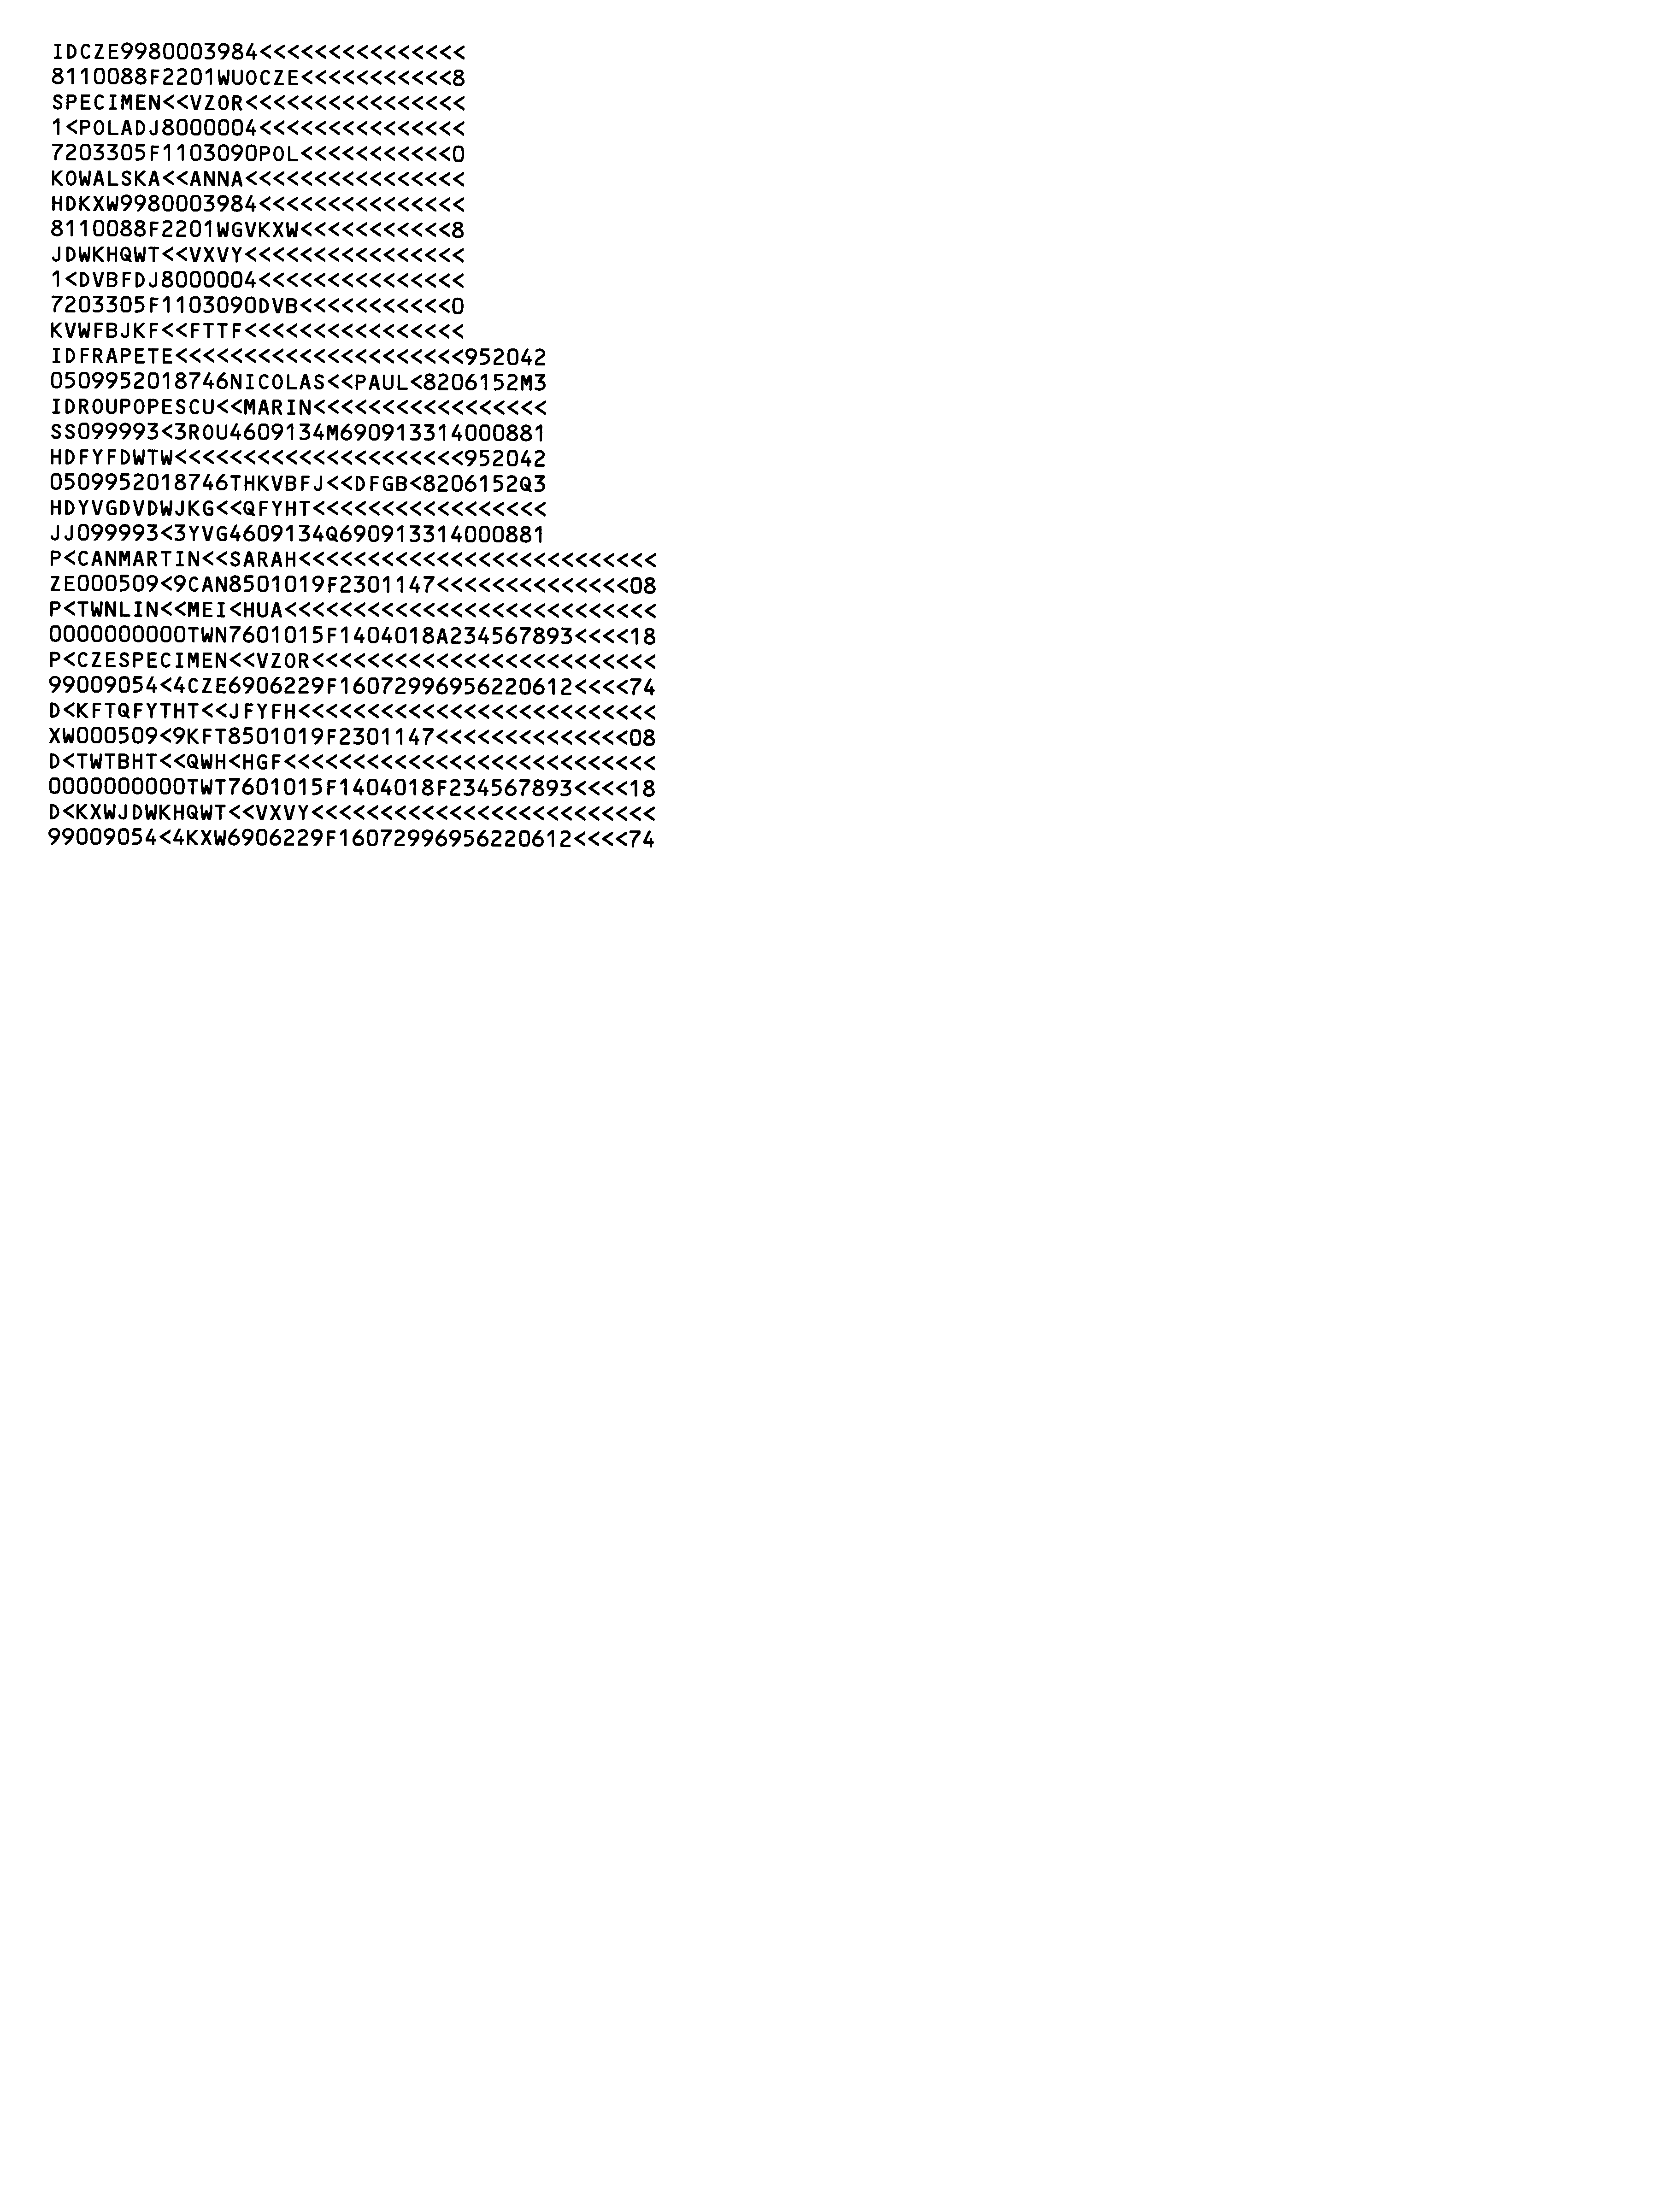 IDCZE9980003984<<<<<<<<<<<<<<<
8110088F2201WUOCZE<<<<<<<<<<<8
SPECIMEN<<VZOR<<<<<<<<<<<<<<<<
1<POLADJ8000004<<<<<<<<<<<<<<<
7203305F1103090POL<<<<<<<<<<<0
KOWALSKA<<ANNA<<<<<<<<<<<<<<<<
HDKXW9980003984<<<<<<<<<<<<<<<
8110088F2201WGVKXW<<<<<<<<<<<8
JDWKHQWT<<VXVY<<<<<<<<<<<<<<<<
1<DVBFDJ8000004<<<<<<<<<<<<<<<
7203305F1103090DVB<<<<<<<<<<<0
KVWFBJKF<<FTTF<<<<<<<<<<<<<<<<
IDFRAPETE<<<<<<<<<<<<<<<<<<<<<952042
0509952018746NICOLAS<<PAUL<8206152M3
IDROUPOPESCU<<MARIN<<<<<<<<<<<<<<<<<
SS099993<3ROU4609134M690913314000881
HDFYFDWTW<<<<<<<<<<<<<<<<<<<<<952042
0509952018746THKVBFJ<<DFGB<8206152Q3
HDYVGDVDWJKG<<QFYHT<<<<<<<<<<<<<<<<<
JJ099993<3YVG4609134Q690913314000881
P<CANMARTIN<<SARAH<<<<<<<<<<<<<<<<<<<<<<<<<<
ZE000509<9CAN8501019F2301147<<<<<<<<<<<<<<08
P<TWNLIN<<MEI<HUA<<<<<<<<<<<<<<<<<<<<<<<<<<<
0000000000TWN7601015F1404018A234567893<<<<18
P<CZESPECIMEN<<VZOR<<<<<<<<<<<<<<<<<<<<<<<<<
99009054<4CZE6906229F16072996956220612<<<<74
D<KFTQFYTHT<<JFYFH<<<<<<<<<<<<<<<<<<<<<<<<<<
XW000509<9KFT8501019F2301147<<<<<<<<<<<<<<08
D<TWTBHT<<QWH<HGF<<<<<<<<<<<<<<<<<<<<<<<<<<<
0000000000TWT7601015F1404018F234567893<<<<18
D<KXWJDWKHQWT<<VXVY<<<<<<<<<<<<<<<<<<<<<<<<<
99009054<4KXW6906229F16072996956220612<<<<74